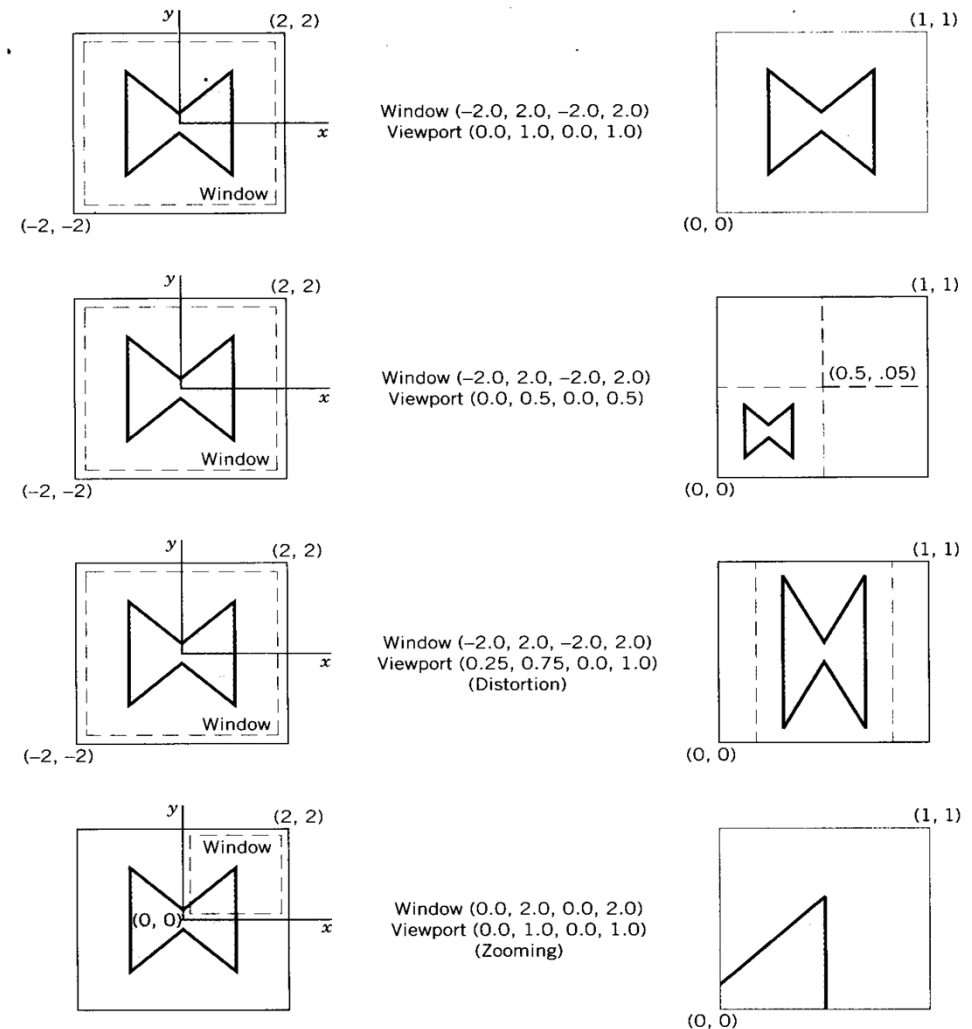 y
(2, 2)
(1, 1)
Window (–2.0, 2.0, –2.0, 2.0)
Viewport (0.0, 1.0, 0.0, 1.0)
x
Window
(–2, –2)
(0, 0)
y
(2, 2)
(1, 1)
Window (–2.0, 2.0, –2.0, 2.0)
Viewport (0.0, 0.5, 0.0, 0.5)
(0.5, .05)
x
Window
(–2, –2)
(0, 0)
y
(2, 2)
(1, 1)
Window (–2.0, 2.0, –2.0, 2.0)
Viewport (0.25, 0.75, 0.0, 1.0)
(Distortion)
x
Window
(–2, –2)
(0, 0)
y
(2, 2)
(1, 1)
Window
(0, 0)
x
Window (0.0, 2.0, 0.0, 2.0)
Viewport (0.0, 1.0, 0.0, 1.0)
(Zooming)
(0, 0)